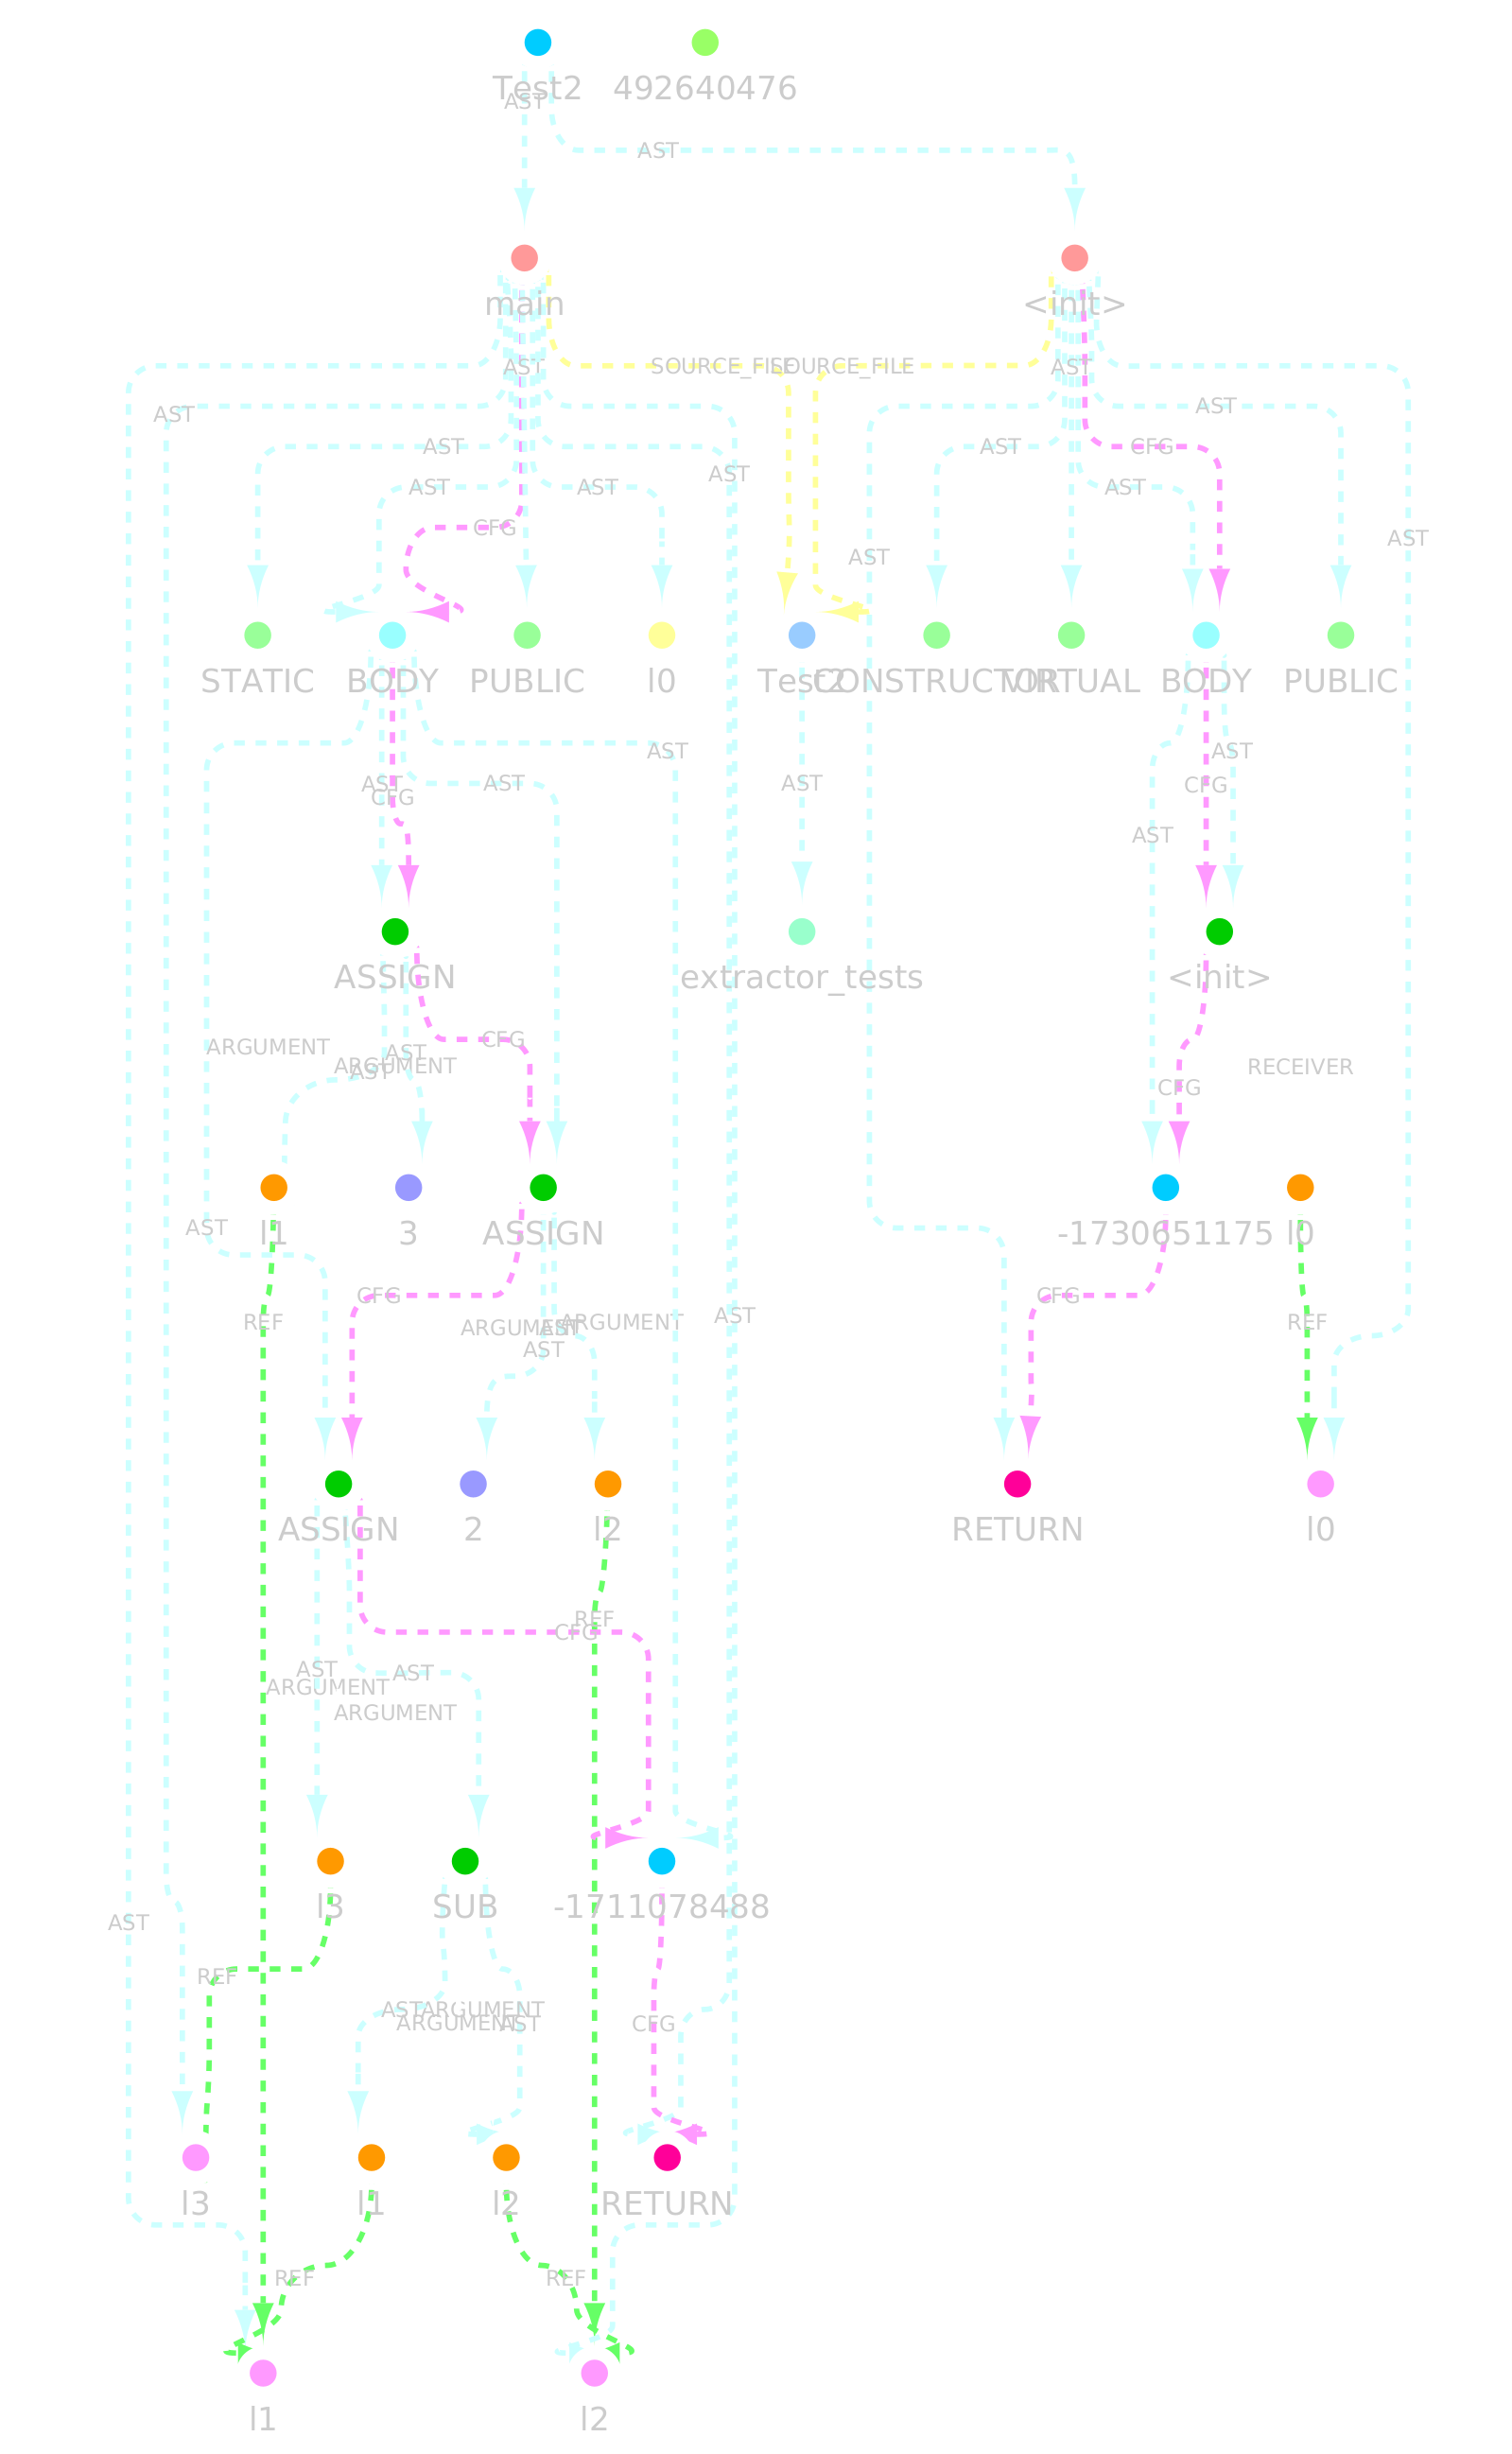 Test2 492640476
AST
AST
main <init>
AST SOURCE_FILE SOURCE_FILE AST
AST AST
AST CFG AST
AST
AST AST AST
CFG AST
AST
STATIC BODY PUBLIC l0 Test2 CONSTRUCTOR VIRTUAL BODY PUBLIC
AST AST
AST AST AST CFG
CFG
AST
ASSIGN extractor_tests <init>
ARGUMENT CFG
AST
ARGUMENT RECEIVER
AST
CFG
l1 3 ASSIGN -1730651175 l0
AST
CFG CFG
REF ARGUMENT AST ARGUMENT AST REF
AST
ASSIGN 2 l2 RETURN l0
REF
CFG
AST AST
ARGUMENT
ARGUMENT
l3 SUB -1711078488
AST
REF
AST ARGUMENT
ARGUMENT AST CFG
l3 l1 l2 RETURN
REF REF
l1 l2